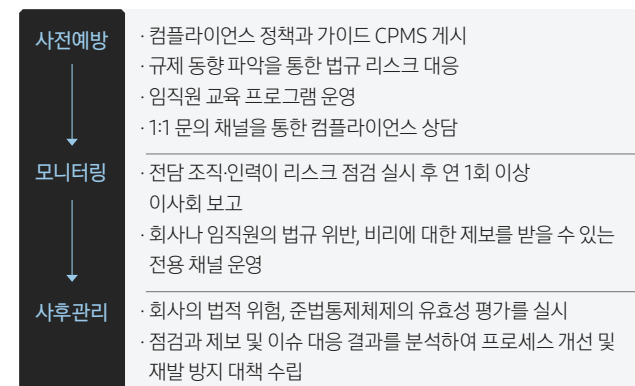 사전예방
· 컴플라이언스 정책과 가이드 CPMS 게시
· 규제 동향 파악을 통한 법규 리스크 대응
· 임직원 교육 프로그램 운영
· 1:1 문의 채널을 통한 컴플라이언스 상담
모니터링
· 전담 조직·인력이 리스크 점검 실시 후 연 1회 이상
이사회 보고
· 회사나 임직원의 법규 위반, 비리에 대한 제보를 받을 수 있는
전용 채널 운영
사후관리
· 회사의 법적 위험, 준법통제체제의 유효성 평가를 실시
· 점검과 제보 및 이슈 대응 결과를 분석하여 프로세스 개선 및
재발 방지 대책 수립